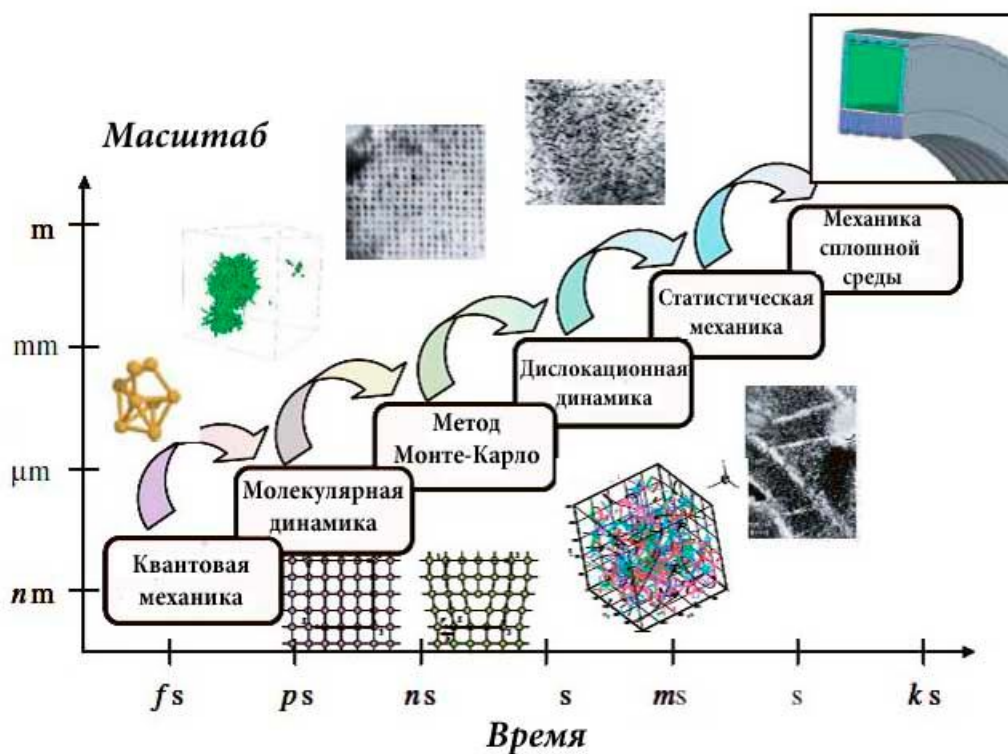 Масштаб
m
mm
μm
nm
Механика
сплошной
среды
Статистическая
механика
Дислокационная
динамика
Метод
Монте-Карло
Молекулярная
динамика
Квантовая
механика
fs
ps
ns
s
ms
s
ks
Время